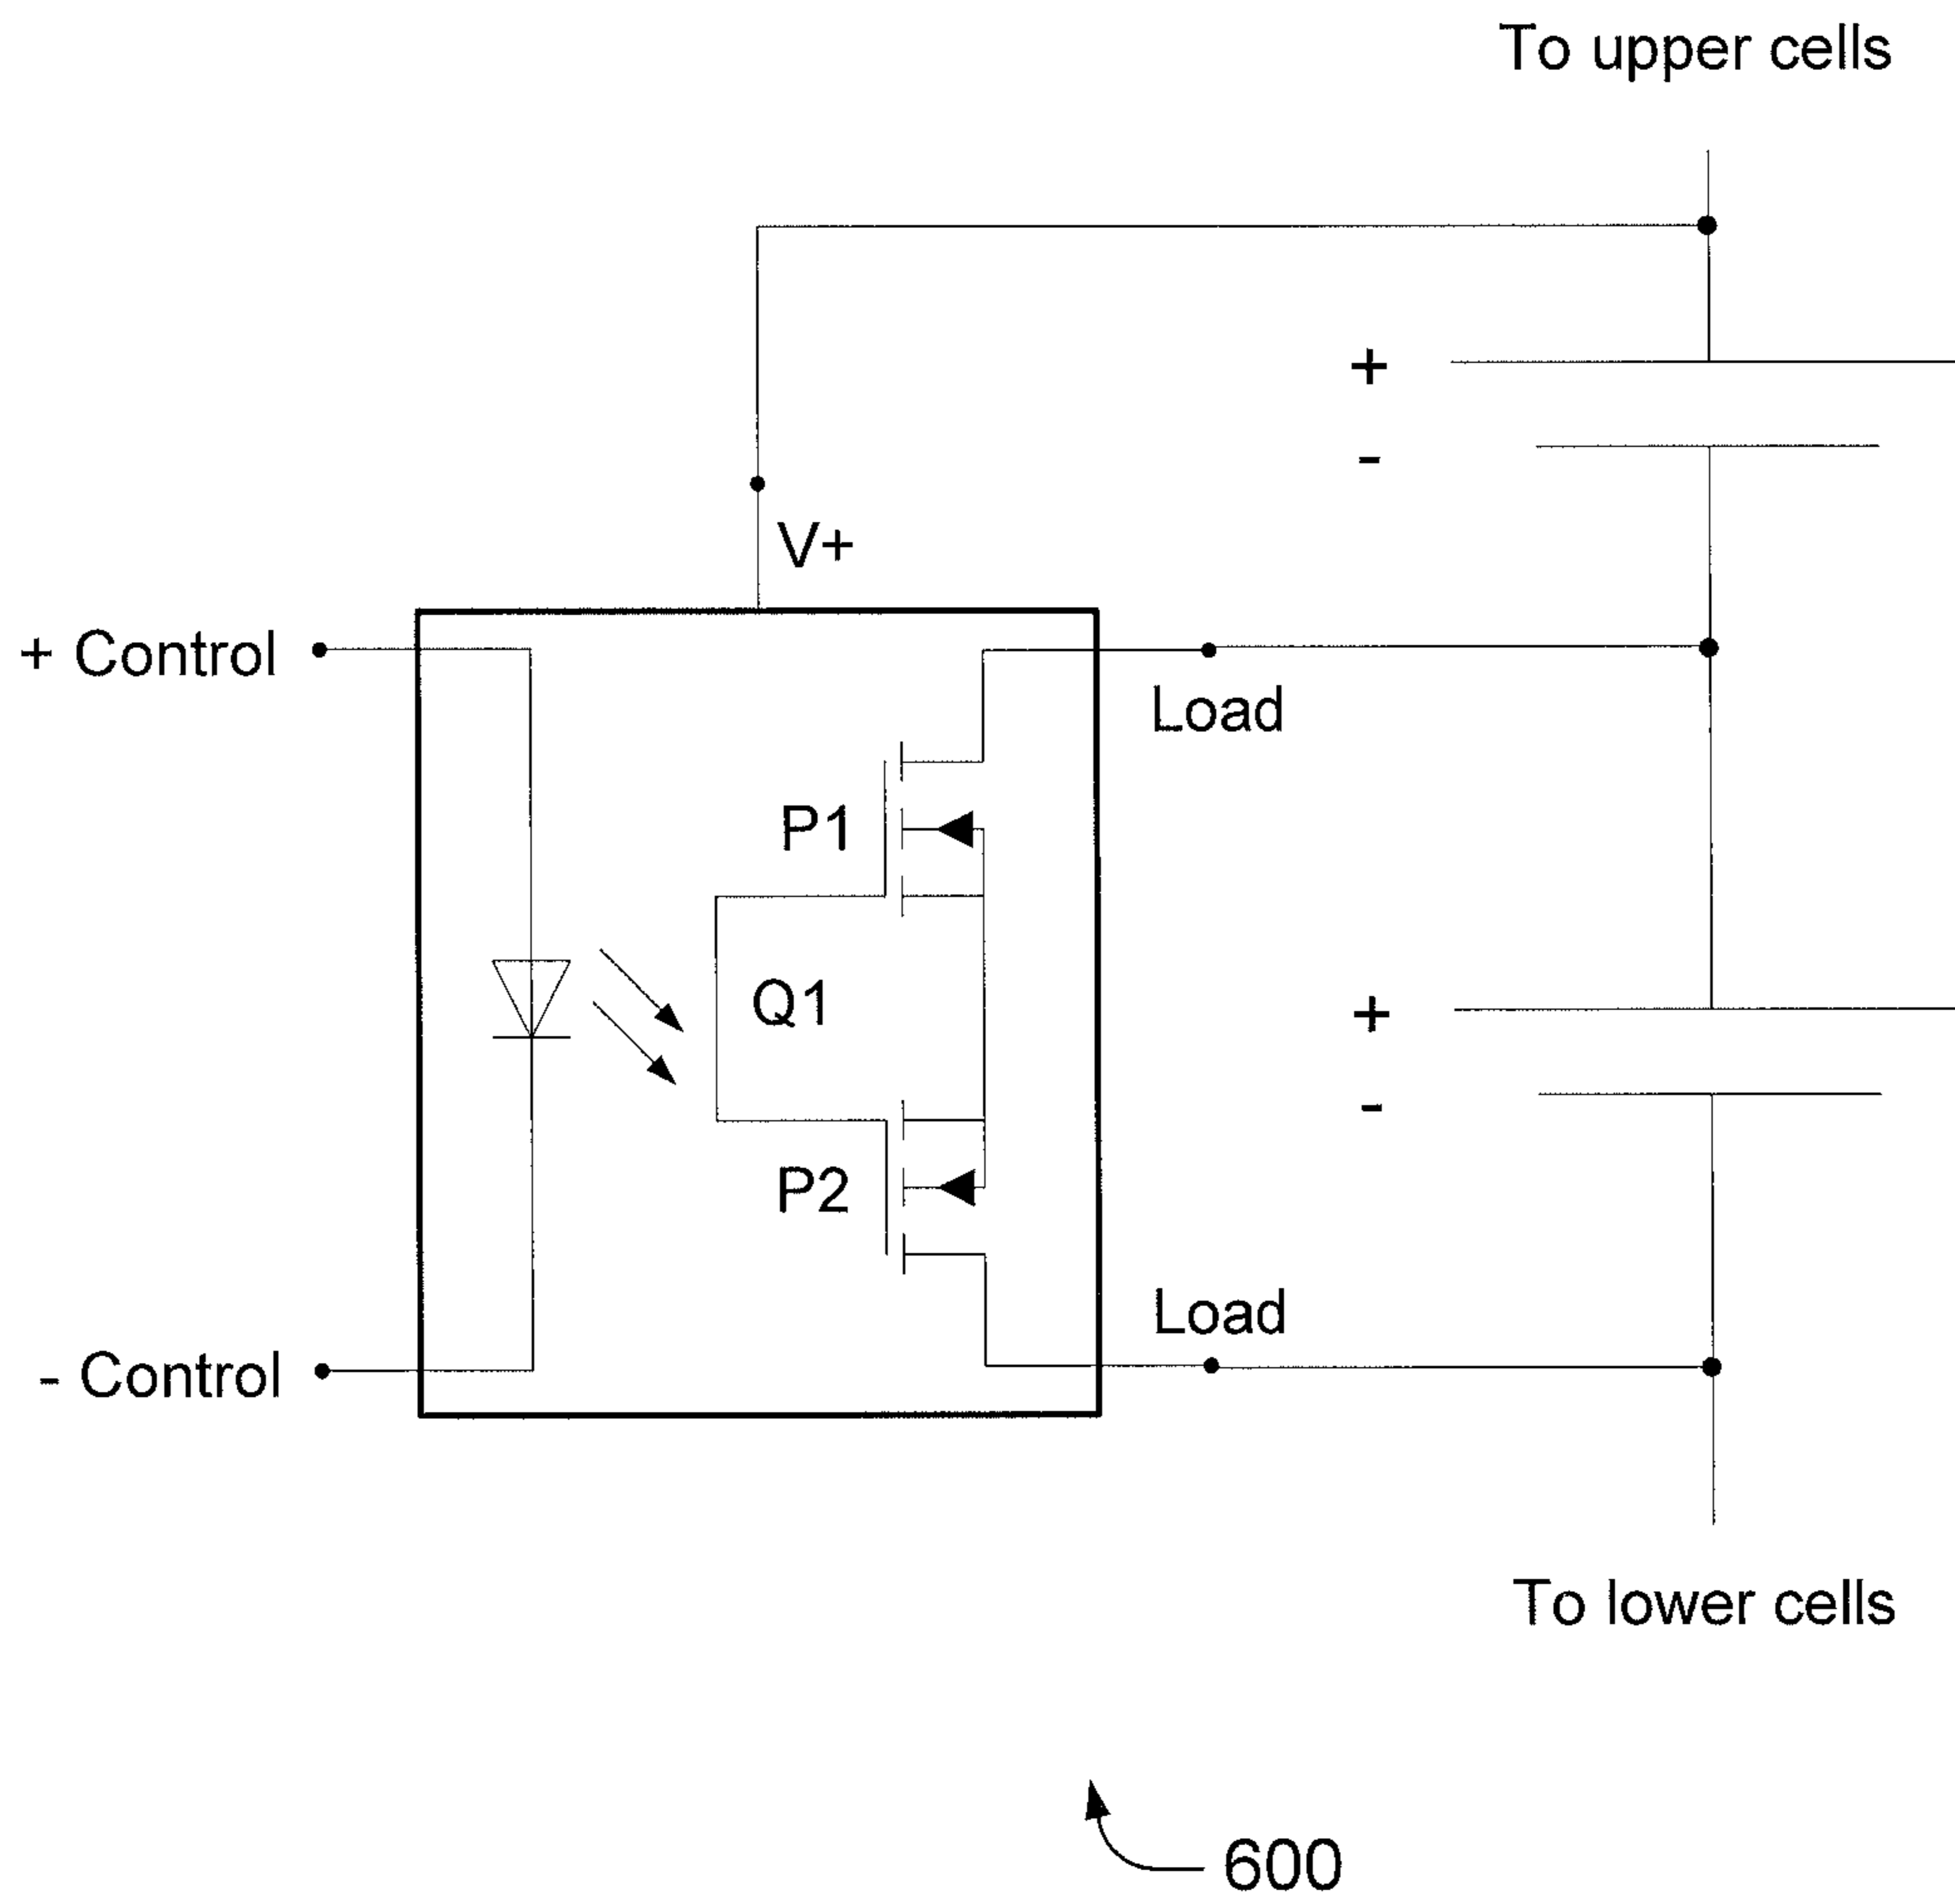 To upper cells
+
-
V+
+ Control
Load
P1
Q1
+
-
P2
Load
- Control
To lower cells
600